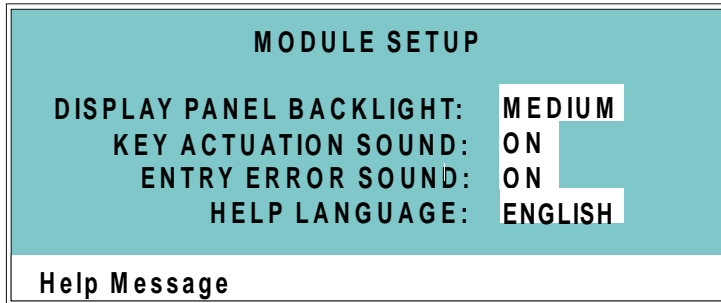 MODULE SETUP
DISPLAY PANEL BACKLIGHT: MEDIUM
KEY ACTUATION SOUND: ON
ENTRY ERROR SOUND: ON
HELP LANGUAGE: ENGLISH
Help Message